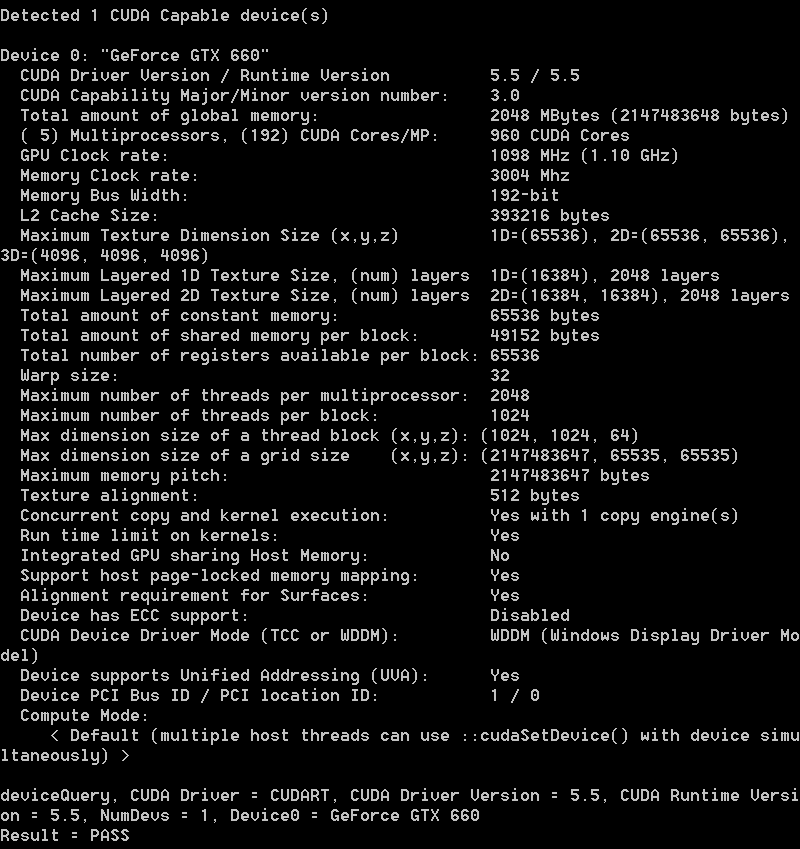 Detected 1 CUDA Capable device(s)
Device 0: "GeForce GTX 660"
CUDA Driver Version / Runtime Version 5.5 / 5.5
CUDA Capability Major/Minor version number: 3.0
Total amount of global memory: 2048 MBytes (2147483648 bytes)
( 5) Multiprocessors, (192) CUDA Cores/MP: 960 CUDA Cores
GPU Clock rate: 1098 MHz (1.10 GHz)
Memory Clock rate: 3004 Mhz
Memory Bus Width: 192-bit
L2 Cache Size: 393216 bytes
Maximum Texture Dimension Size (x,y,z) 1D=(65536), 2D=(65536, 65536),
3D=(4096, 4096, 4096)
Maximum Layered 1D Texture Size, (num) layers 1D=(16384), 2048 layers
Maximum Layered 2D Texture Size, (num) layers 2D=(16384, 16384), 2048 layers
Total amount of constant memory: 65536 bytes
Total amount of shared memory per block: 49152 bytes
Total number of registers available per block: 65536
Warp size: 32
Maximum number of threads per multiprocessor: 2048
Maximum number of threads per block: 1024
Max dimension size of a thread block (x,y,z): (1024, 1024, 64)
Max dimension size of a grid size (x,y,z): (2147483647, 65535, 65535)
Maximum memory pitch: 2147483647 bytes
Texture alignment: 512 bytes
Concurrent copy and kernel execution: Yes with 1 copy engine(s)
Run time limit on kernels: Yes
Integrated GPU sharing Host Memory: No
Support host page-locked memory mapping: Yes
Alignment requirement for Surfaces: Yes
Device has ECC support: Disabled
CUDA Device Driver Mode (TCC or WDDM): WDDM (Windows Display Driver Mo
del)
Device supports Unified Addressing (UVA): Yes
Device PCI Bus ID / PCI location ID: 1 / 0
Compute Mode:
< Default (multiple host threads can use ::cudaSetDevice() with device simu
ltaneously) >
deviceQuery, CUDA Driver = CUDART, CUDA Driver Version = 5.5, CUDA Runtime Versi
on = 5.5, NumDevs = 1, Device0 = GeForce GTX 660
Result = PASS